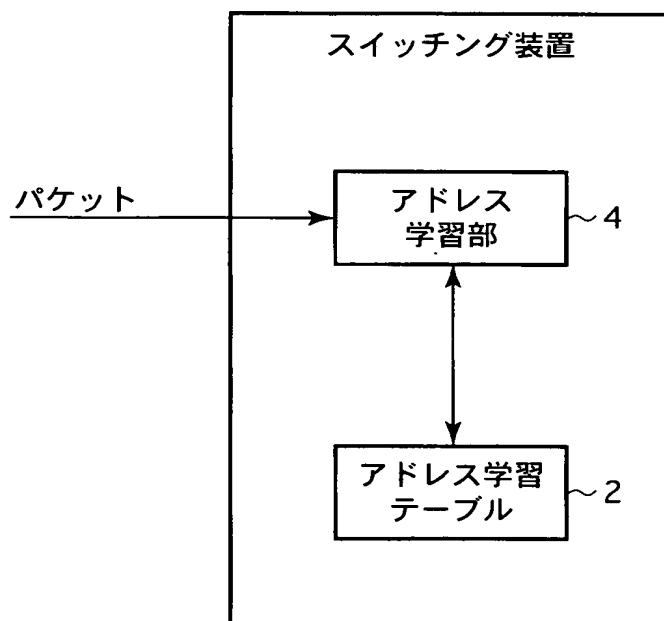 スイッチング装置
パケット
アドレス
学習部
4
アドレス学習
テーブル
2